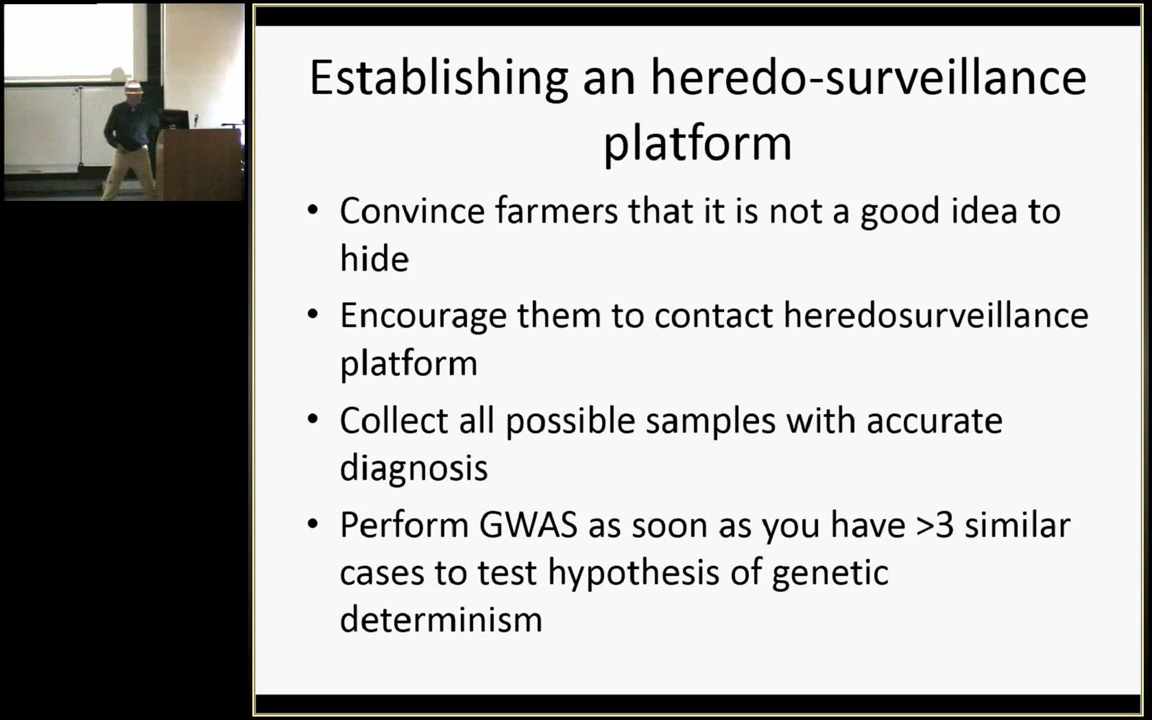 Establishing an heredo-surveillance
platform
• Convince farmers that it is not a good idea to
hide
• Encourage them to contact heredosurveillance
platform
• Collect all possible samples with accurate
diagnosis
• Perform GWAS as soon as you have >3 similar
cases to test hypothesis of genetic
determinism